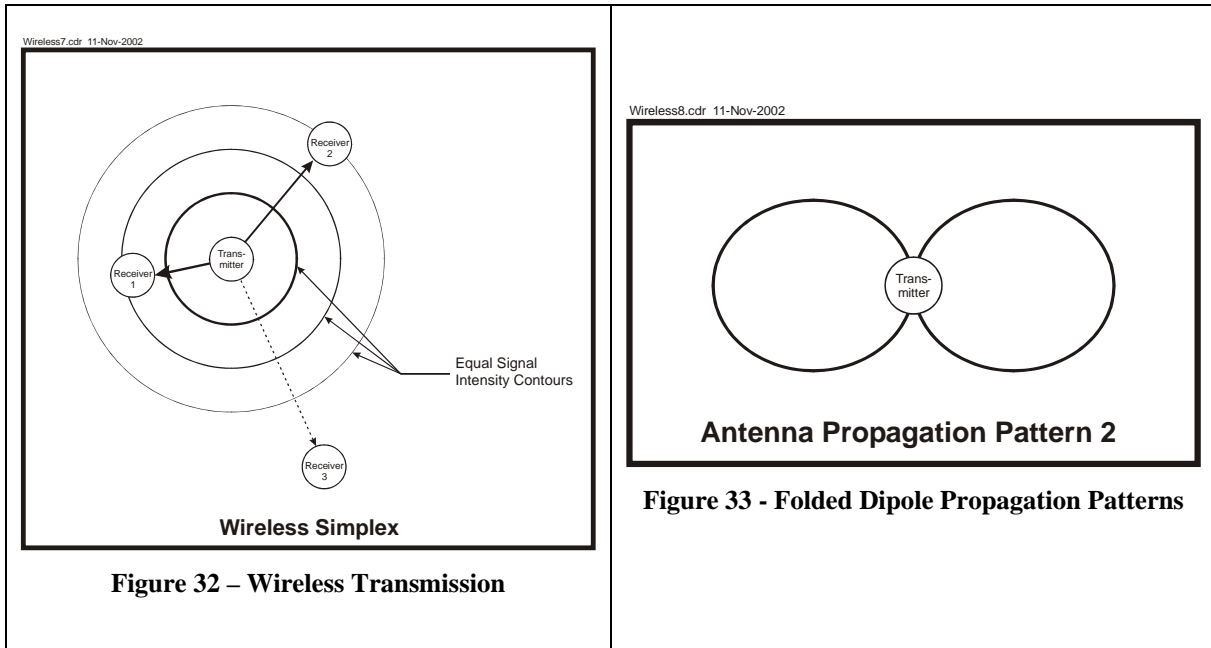 Wireless7.cdr 11-Nov-2002
Receiver
2
Trans-
mitter
Receiver
1
Equal Signal
Intensity Contours
Receiver
3
Wireless Simplex
Figure 32 – Wireless Transmission
Wireless8.cdr 11-Nov-2002
Trans-
mitter
Antenna Propagation Pattern 2
Figure 33 - Folded Dipole Propagation Patterns